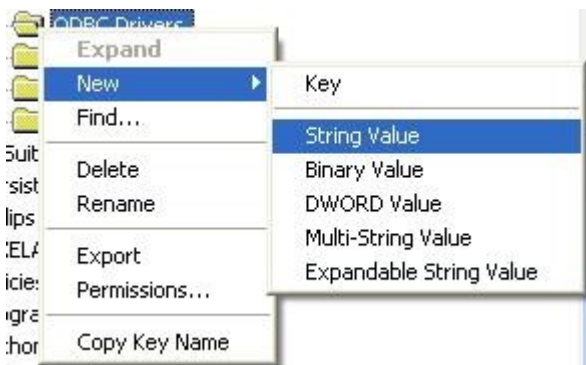 ODBC Drivers
Expand
New
Find...
Delete
Rename
Export
Permissions...
Copy Key Name
Key
String Value
Binary Value
DWORD Value
Multi-String Value
Expandable String Value